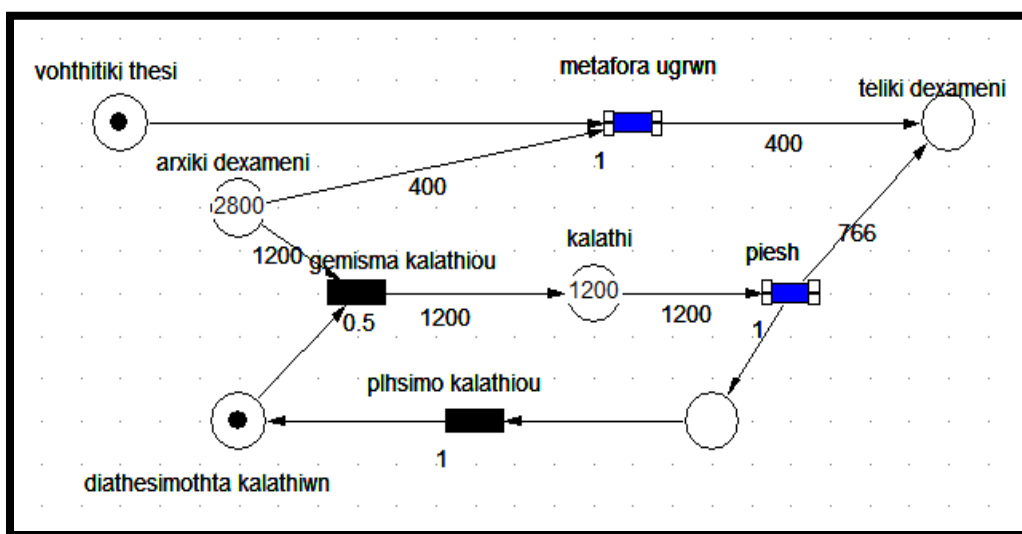 vohthitiki thesi
metafora ugrwn
teliki dexameni
arxiki dexameni
1
400
400
2800
1200
gemisma kalathiou
kalathi
piesh
766
1200
0.5
1200
1200
1
plhsimo kalathiou
1
diathesimothta kalathiwn